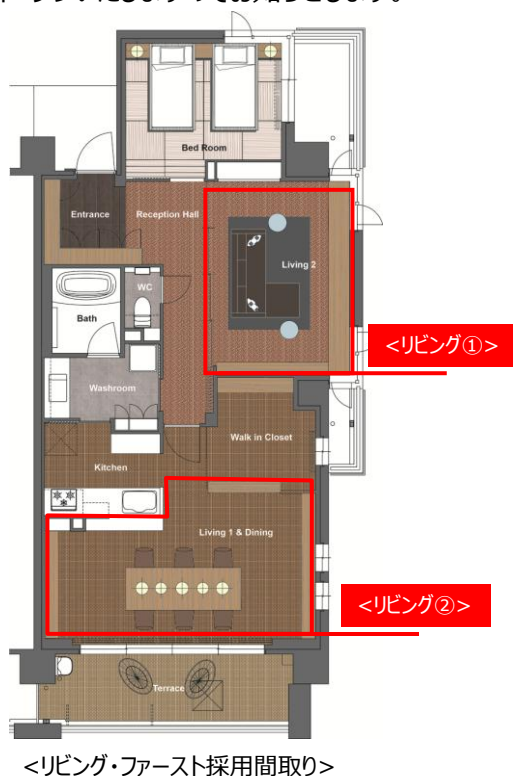 Bed Room
Entrance
Reception Hall
Living 2
WC
Bath
<リビング①>
Washroom
Walk in Closet
Kitchen
Living 1 & Dining
<リビング②>
Terrace
<リビング・ファースト採用間取り>